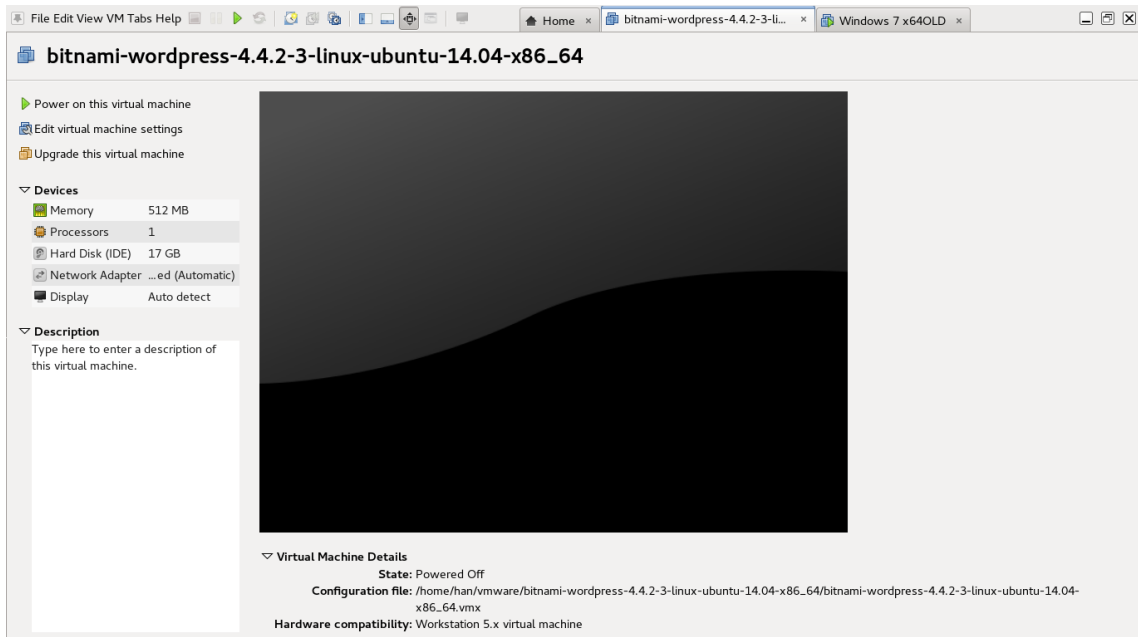 File Edit View VM Tabs Help
Home × bitnami-wordpress-4.4.2-3-li... × Windows 7 x64OLD ×
bitnami-wordpress-4.4.2-3-linux-ubuntu-14.04-x86_64
Power on this virtual machine
Edit virtual machine settings
Upgrade this virtual machine
Devices
Memory 512 MB
Processors 1
Hard Disk (IDE) 17 GB
Network Adapter ...ed (Automatic)
Display Auto detect
Description
Type here to enter a description of
this virtual machine.
Virtual Machine Details
State: Powered Off
Configuration file: /home/han/vmware/bitnami-wordpress-4.4.2-3-linux-ubuntu-14.04-x86_64/bitnami-wordpress-4.4.2-3-linux-ubuntu-14.04-
x86_64.vmx
Hardware compatibility: Workstation 5.x virtual machine